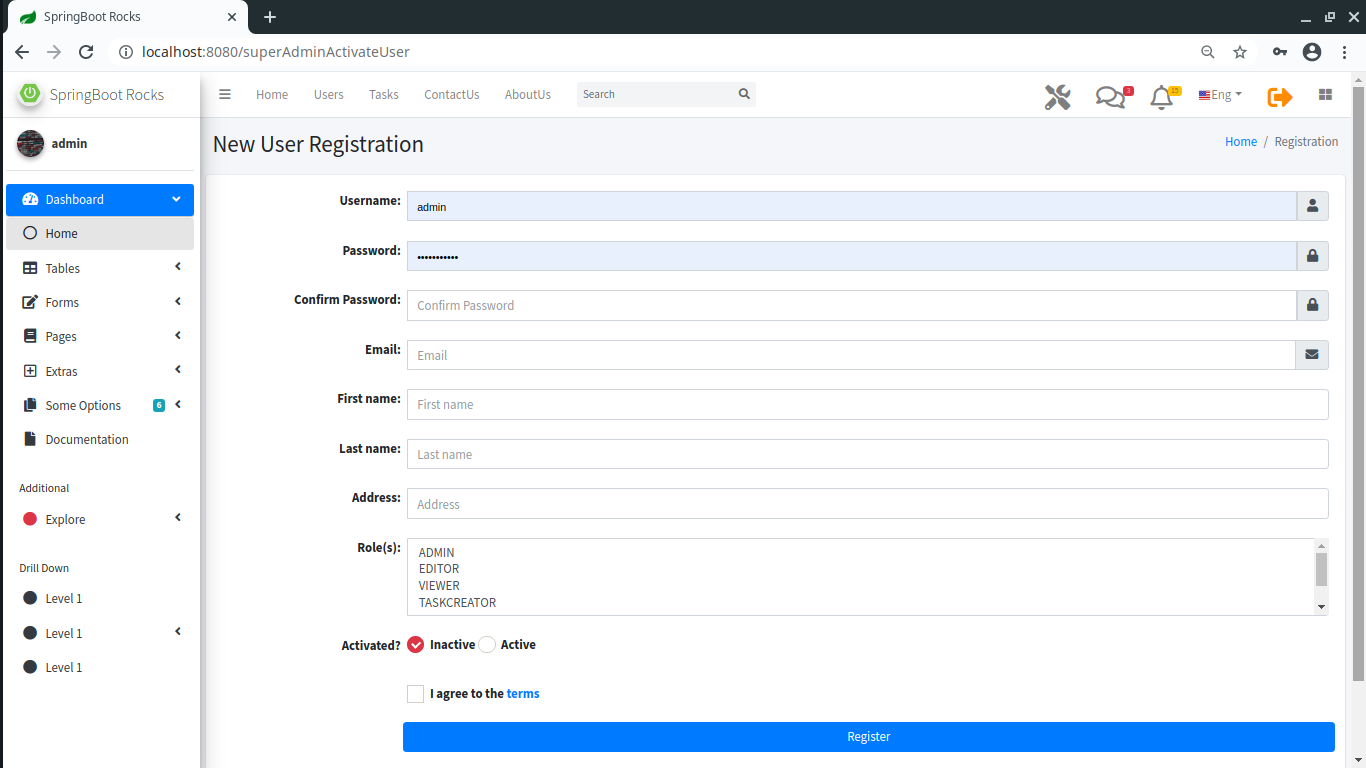 SpringBoot Rocks
localhost:8080/superAdminActivateUser
SpringBoot Rocks
Home Users Tasks ContactUs AboutUs Search 3 15 Eng
admin
New User Registration
Home / Registration
Dashboard
Home
Tables
Forms
Pages
Extras
Some Options 6
Documentation
Additional
Explore
Drill Down
Level 1
Level 1
Level 1
Username: admin
Password: •••••••••••
Confirm Password: Confirm Password
Email: Email
First name: First name
Last name: Last name
Address: Address
Role(s): ADMIN
EDITOR
VIEWER
TASKCREATOR
Activated? Inactive Active
I agree to the terms
Register